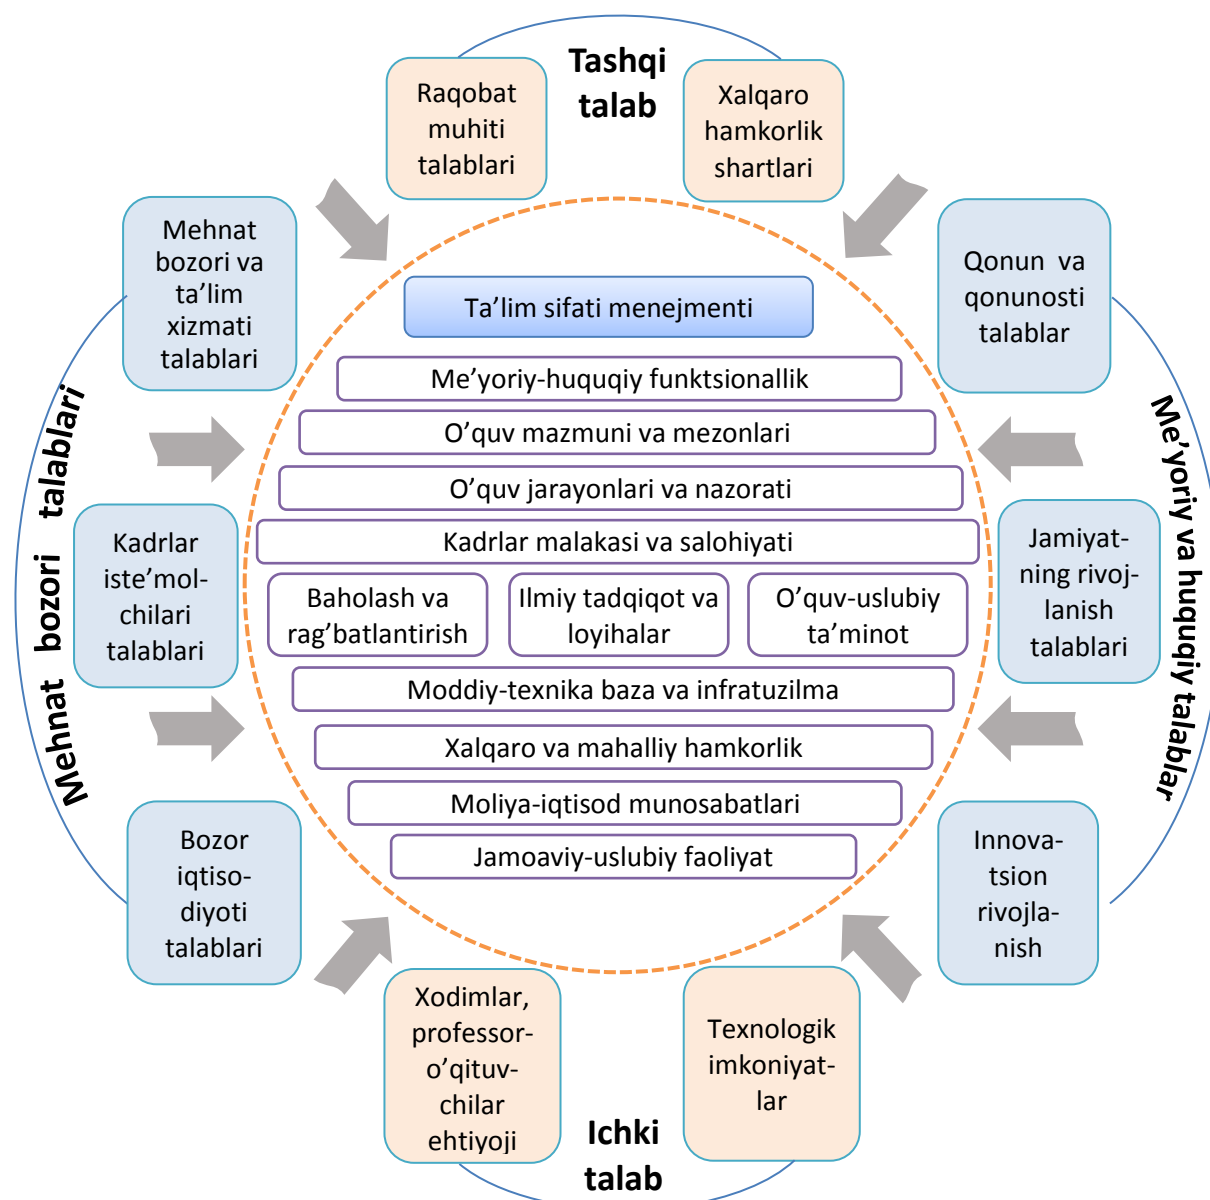 Tashqi
talab
Raqobat
muhiti
talablari
Xalqaro
hamkorlik
shartlari
Mehnat
bozori va
ta’lim
xizmati
talablari
Qonun va
qonunosti
talablar
Ta’lim sifati menejmenti
Me’yoriy-huquqiy funktsionallik
O’quv mazmuni va mezonlari
O’quv jarayonlari va nazorati
Kadrlar malakasi va salohiyati
Baholash va
rag’batlantirish
Ilmiy tadqiqot va
loyihalar
O’quv-uslubiy
ta’minot
Moddiy-texnika baza va infratuzilma
Xalqaro va mahalliy hamkorlik
Moliya-iqtisod munosabatlari
Jamoaviy-uslubiy faoliyat
Mehnat bozori talablari
Kadrlar
iste’mol-
chilari
talablari
Jamiyat-
ning rivoj-
lanish
talablari
Me’yoriy va huquqiy talablar
Bozor
iqtiso-
diyoti
talablari
Innova-
tsion
rivojla-
nish
Xodimlar,
professor-
o’qituv-
chilar
ehtiyoji
Texnologik
imkoniyat-
lar
Ichki
talab